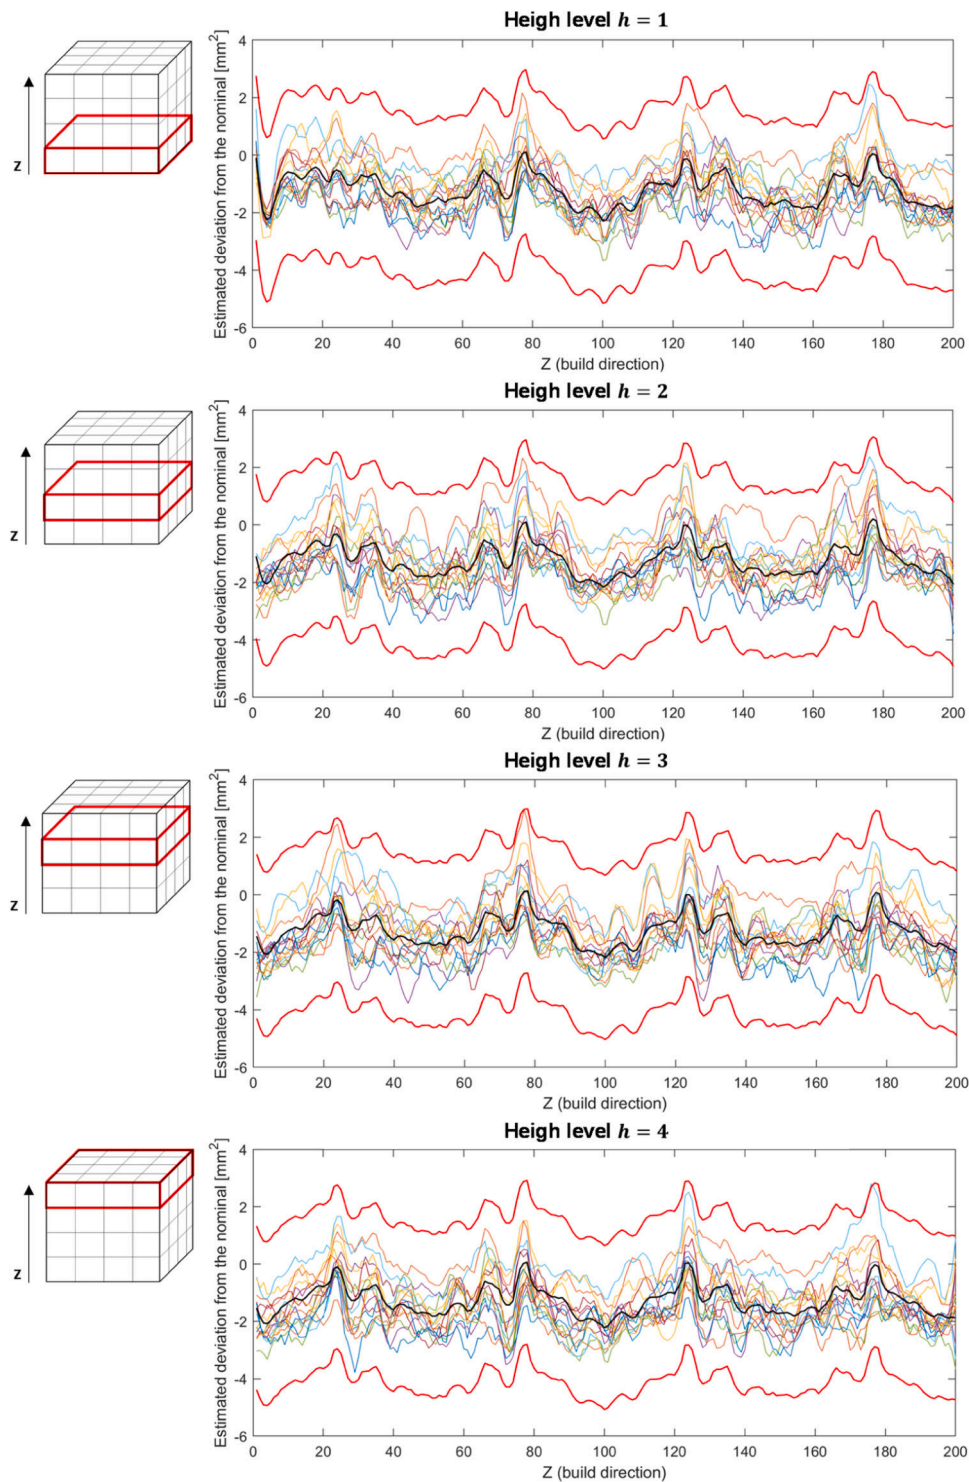 Heigh level h = 1
Estimated deviation from the nominal [mm²]
4
2
0
-2
-4
-6
0 20 40 60 80 100 120 140 160 180 200
Z (build direction)
z
Heigh level h = 2
Estimated deviation from the nominal [mm²]
4
2
0
-2
-4
-6
0 20 40 60 80 100 120 140 160 180 200
Z (build direction)
z
Heigh level h = 3
Estimated deviation from the nominal [mm²]
4
2
0
-2
-4
-6
0 20 40 60 80 100 120 140 160 180 200
Z (build direction)
z
Heigh level h = 4
Estimated deviation from the nominal [mm²]
4
2
0
-2
-4
-6
0 20 40 60 80 100 120 140 160 180 200
Z (build direction)
z